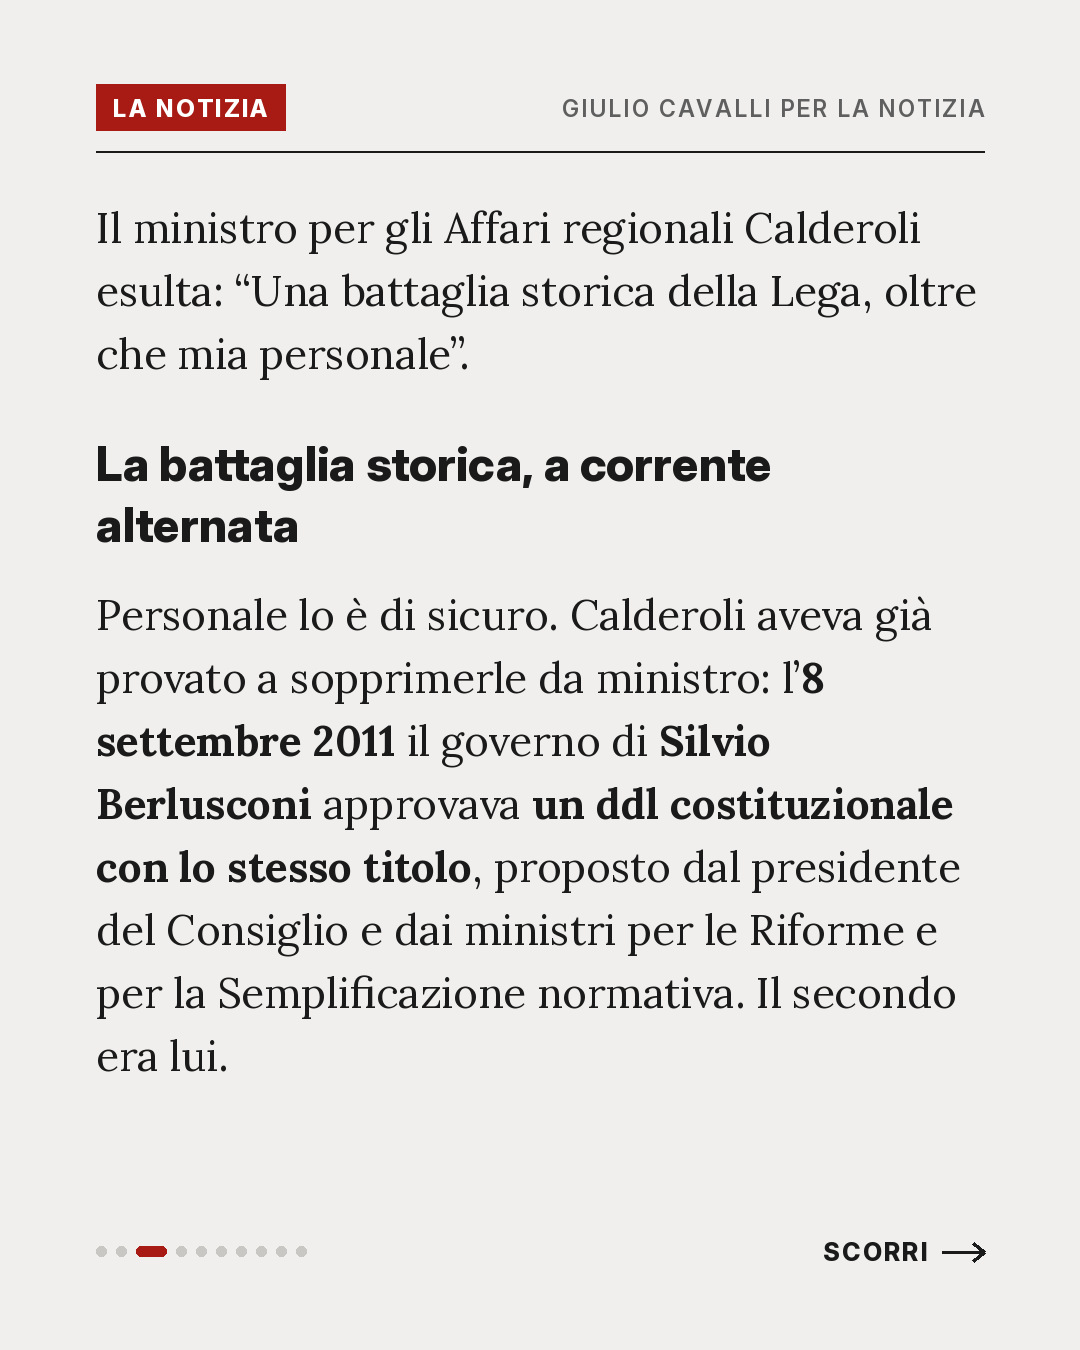 LA NOTIZIA
GIULIO CAVALLI PER LA NOTIZIA
Il ministro per gli Affari regionali Calderoli
esulta: “Una battaglia storica della Lega, oltre
che mia personale”.
La battaglia storica, a corrente
alternata
Personale lo è di sicuro. Calderoli aveva già
provato a sopprimerle da ministro: l’8
settembre 2011 il governo di Silvio
Berlusconi approvava un ddl costituzionale
con lo stesso titolo, proposto dal presidente
del Consiglio e dai ministri per le Riforme e
per la Semplificazione normativa. Il secondo
era lui.
SCORRI